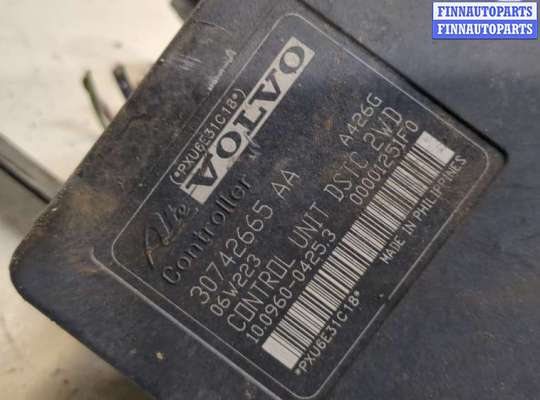 FINNAUTOPARTS
FINNAUTOPARTS
*PXU6E31C18*)
VOLVO
Ate
Controller
A426G
30742665 AA
06W223
CONTROL UNIT DSTC 2WD
10.0960-0425.3
00001251F0
*PXU6E31C18*
MADE IN PHILIPPINES